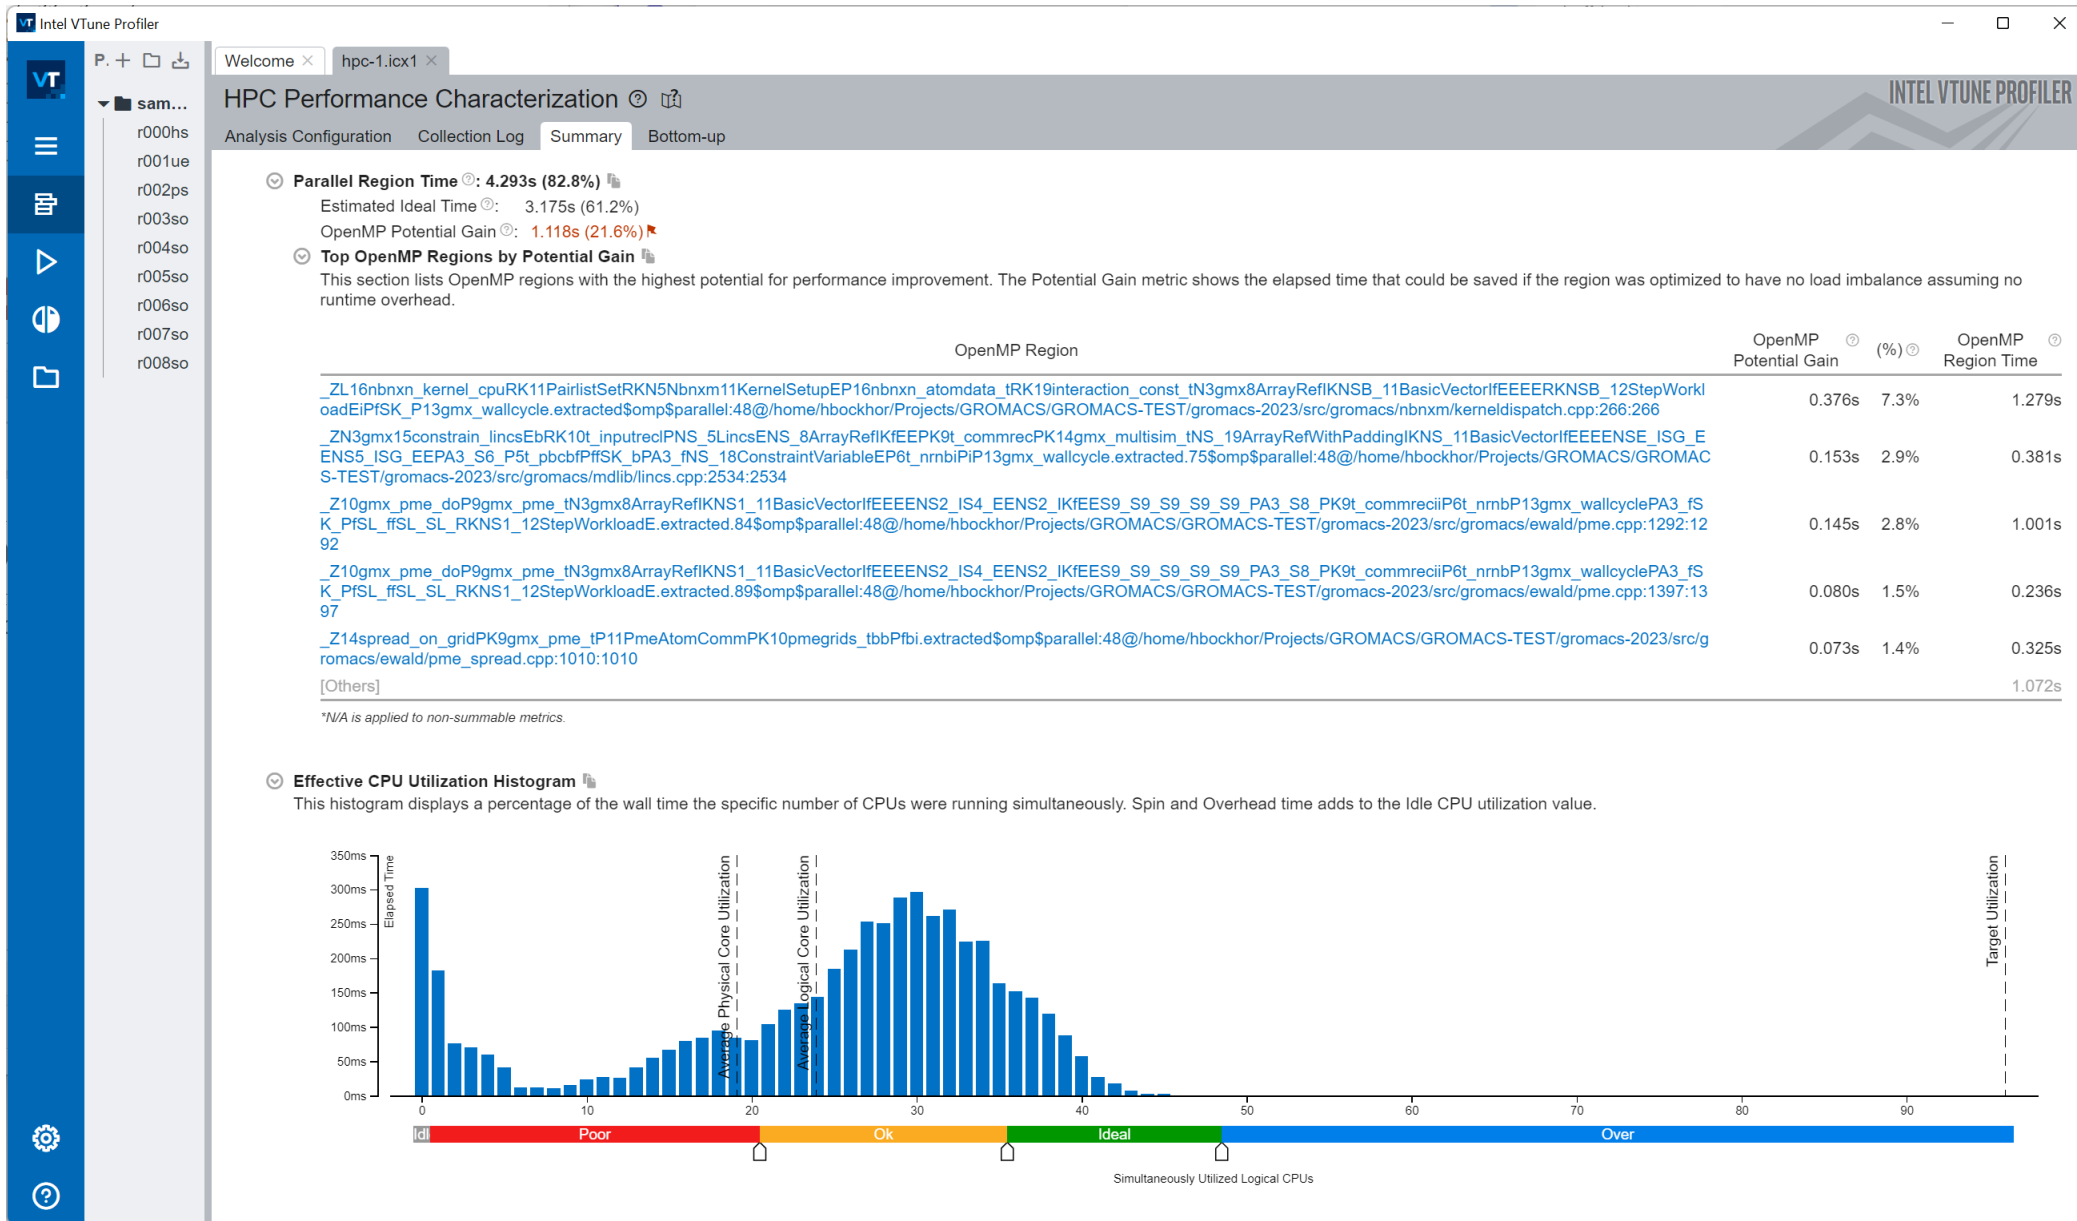 Intel VTune Profiler
P.
Welcome
hpc-1.icx1
sam...
r000hs
r001ue
r002ps
r003so
r004so
r005so
r006so
r007so
r008so
HPC Performance Characterization
INTEL VTUNE PROFILER
Analysis Configuration Collection Log Summary Bottom-up
Parallel Region Time : 4.293s (82.8%)
Estimated Ideal Time : 3.175s (61.2%)
OpenMP Potential Gain : 1.118s (21.6%)
Top OpenMP Regions by Potential Gain
This section lists OpenMP regions with the highest potential for performance improvement. The Potential Gain metric shows the elapsed time that could be saved if the region was optimized to have no load imbalance assuming no
runtime overhead.
OpenMP Region
OpenMP
Potential Gain
(%)
OpenMP
Region Time
_ZL16nbnxn_kernel_cpuRK11PairlistSetRKN5Nbnxm11KernelSetupEP16nbnxn_atomdata_tRK19interaction_const_tN3gmx8ArrayRefIKNSB_11BasicVectorIfEEEERKNSB_12StepWorkl
oadEiPfSK_P13gmx_wallcycle.extracted$omp$parallel:48@/home/hbockhor/Projects/GROMACS/GROMACS-TEST/gromacs-2023/src/gromacs/nbnxm/kerneldispatch.cpp:266:266
0.376s 7.3% 1.279s
_ZN3gmx15constrain_lincsEbRK10t_inputreclPNS_5LincsENS_8ArrayRefIKfEEPK9t_commrecPK14gmx_multisim_tNS_19ArrayRefWithPaddingIKNS_11BasicVectorIfEEEENSE_ISG_E
ENS5_ISG_EEPA3_S6_P5t_pbcbfPffSK_bPA3_fNS_18ConstraintVariableEP6t_nrnbiPiP13gmx_wallcycle.extracted.75$omp$parallel:48@/home/hbockhor/Projects/GROMACS/GROMAC
S-TEST/gromacs-2023/src/gromacs/mdlib/lincs.cpp:2534:2534
0.153s 2.9% 0.381s
_Z10gmx_pme_doP9gmx_pme_tN3gmx8ArrayRefIKNS1_11BasicVectorIfEEEENS2_IS4_EENS2_IKfEES9_S9_S9_S9_S9_PA3_S8_PK9t_commreciiP6t_nrnbP13gmx_wallcyclePA3_fS
K_PfSL_ffSL_SL_RKNS1_12StepWorkloadE.extracted.84$omp$parallel:48@/home/hbockhor/Projects/GROMACS/GROMACS-TEST/gromacs-2023/src/gromacs/ewald/pme.cpp:1292:12
92
0.145s 2.8% 1.001s
_Z10gmx_pme_doP9gmx_pme_tN3gmx8ArrayRefIKNS1_11BasicVectorIfEEEENS2_IS4_EENS2_IKfEES9_S9_S9_S9_S9_PA3_S8_PK9t_commreciiP6t_nrnbP13gmx_wallcyclePA3_fS
K_PfSL_ffSL_SL_RKNS1_12StepWorkloadE.extracted.89$omp$parallel:48@/home/hbockhor/Projects/GROMACS/GROMACS-TEST/gromacs-2023/src/gromacs/ewald/pme.cpp:1397:13
97
0.080s 1.5% 0.236s
_Z14spread_on_gridPK9gmx_pme_tP11PmeAtomCommPK10pmegrids_tbbPfbi.extracted$omp$parallel:48@/home/hbockhor/Projects/GROMACS/GROMACS-TEST/gromacs-2023/src/g
romacs/ewald/pme_spread.cpp:1010:1010
0.073s 1.4% 0.325s
[Others] 1.072s
*N/A is applied to non-summable metrics.
Effective CPU Utilization Histogram
This histogram displays a percentage of the wall time the specific number of CPUs were running simultaneously. Spin and Overhead time adds to the Idle CPU utilization value.
350ms
300ms
250ms
200ms
150ms
100ms
50ms
0ms
Elapsed Time
Average Physical Core Utilization
Average Logical Core Utilization
Target Utilization
0 10 20 30 40 50 60 70 80 90
Idl Poor Ok Ideal Over
Simultaneously Utilized Logical CPUs